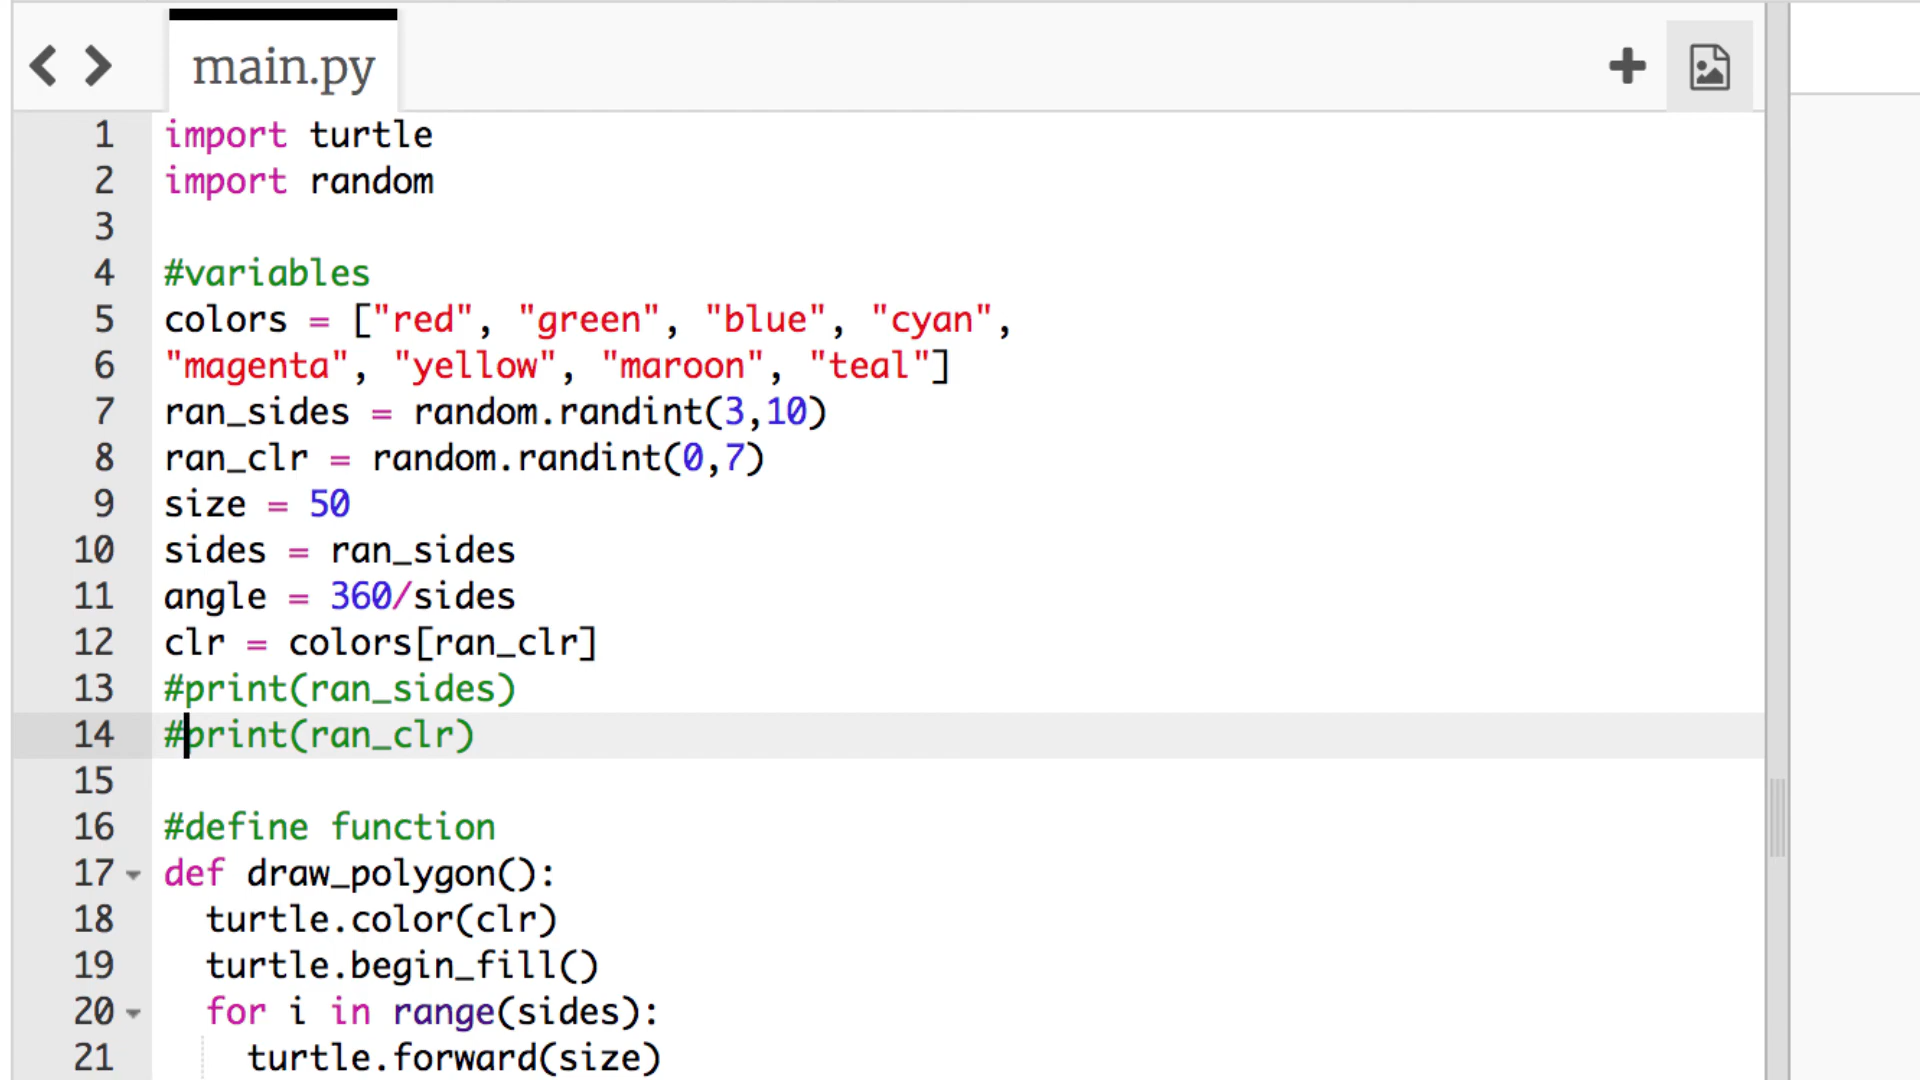 main.py
1 import turtle
2 import random
3
4 #variables
5 colors = ["red", "green", "blue", "cyan",
6 "magenta", "yellow", "maroon", "teal"]
7 ran_sides = random.randint(3,10)
8 ran_clr = random.randint(0,7)
9 size = 50
10 sides = ran_sides
11 angle = 360/sides
12 clr = colors[ran_clr]
13 #print(ran_sides)
14 #print(ran_clr)
15
16 #define function
17 def draw_polygon():
18   turtle.color(clr)
19   turtle.begin_fill()
20   for i in range(sides):
21     turtle.forward(size)